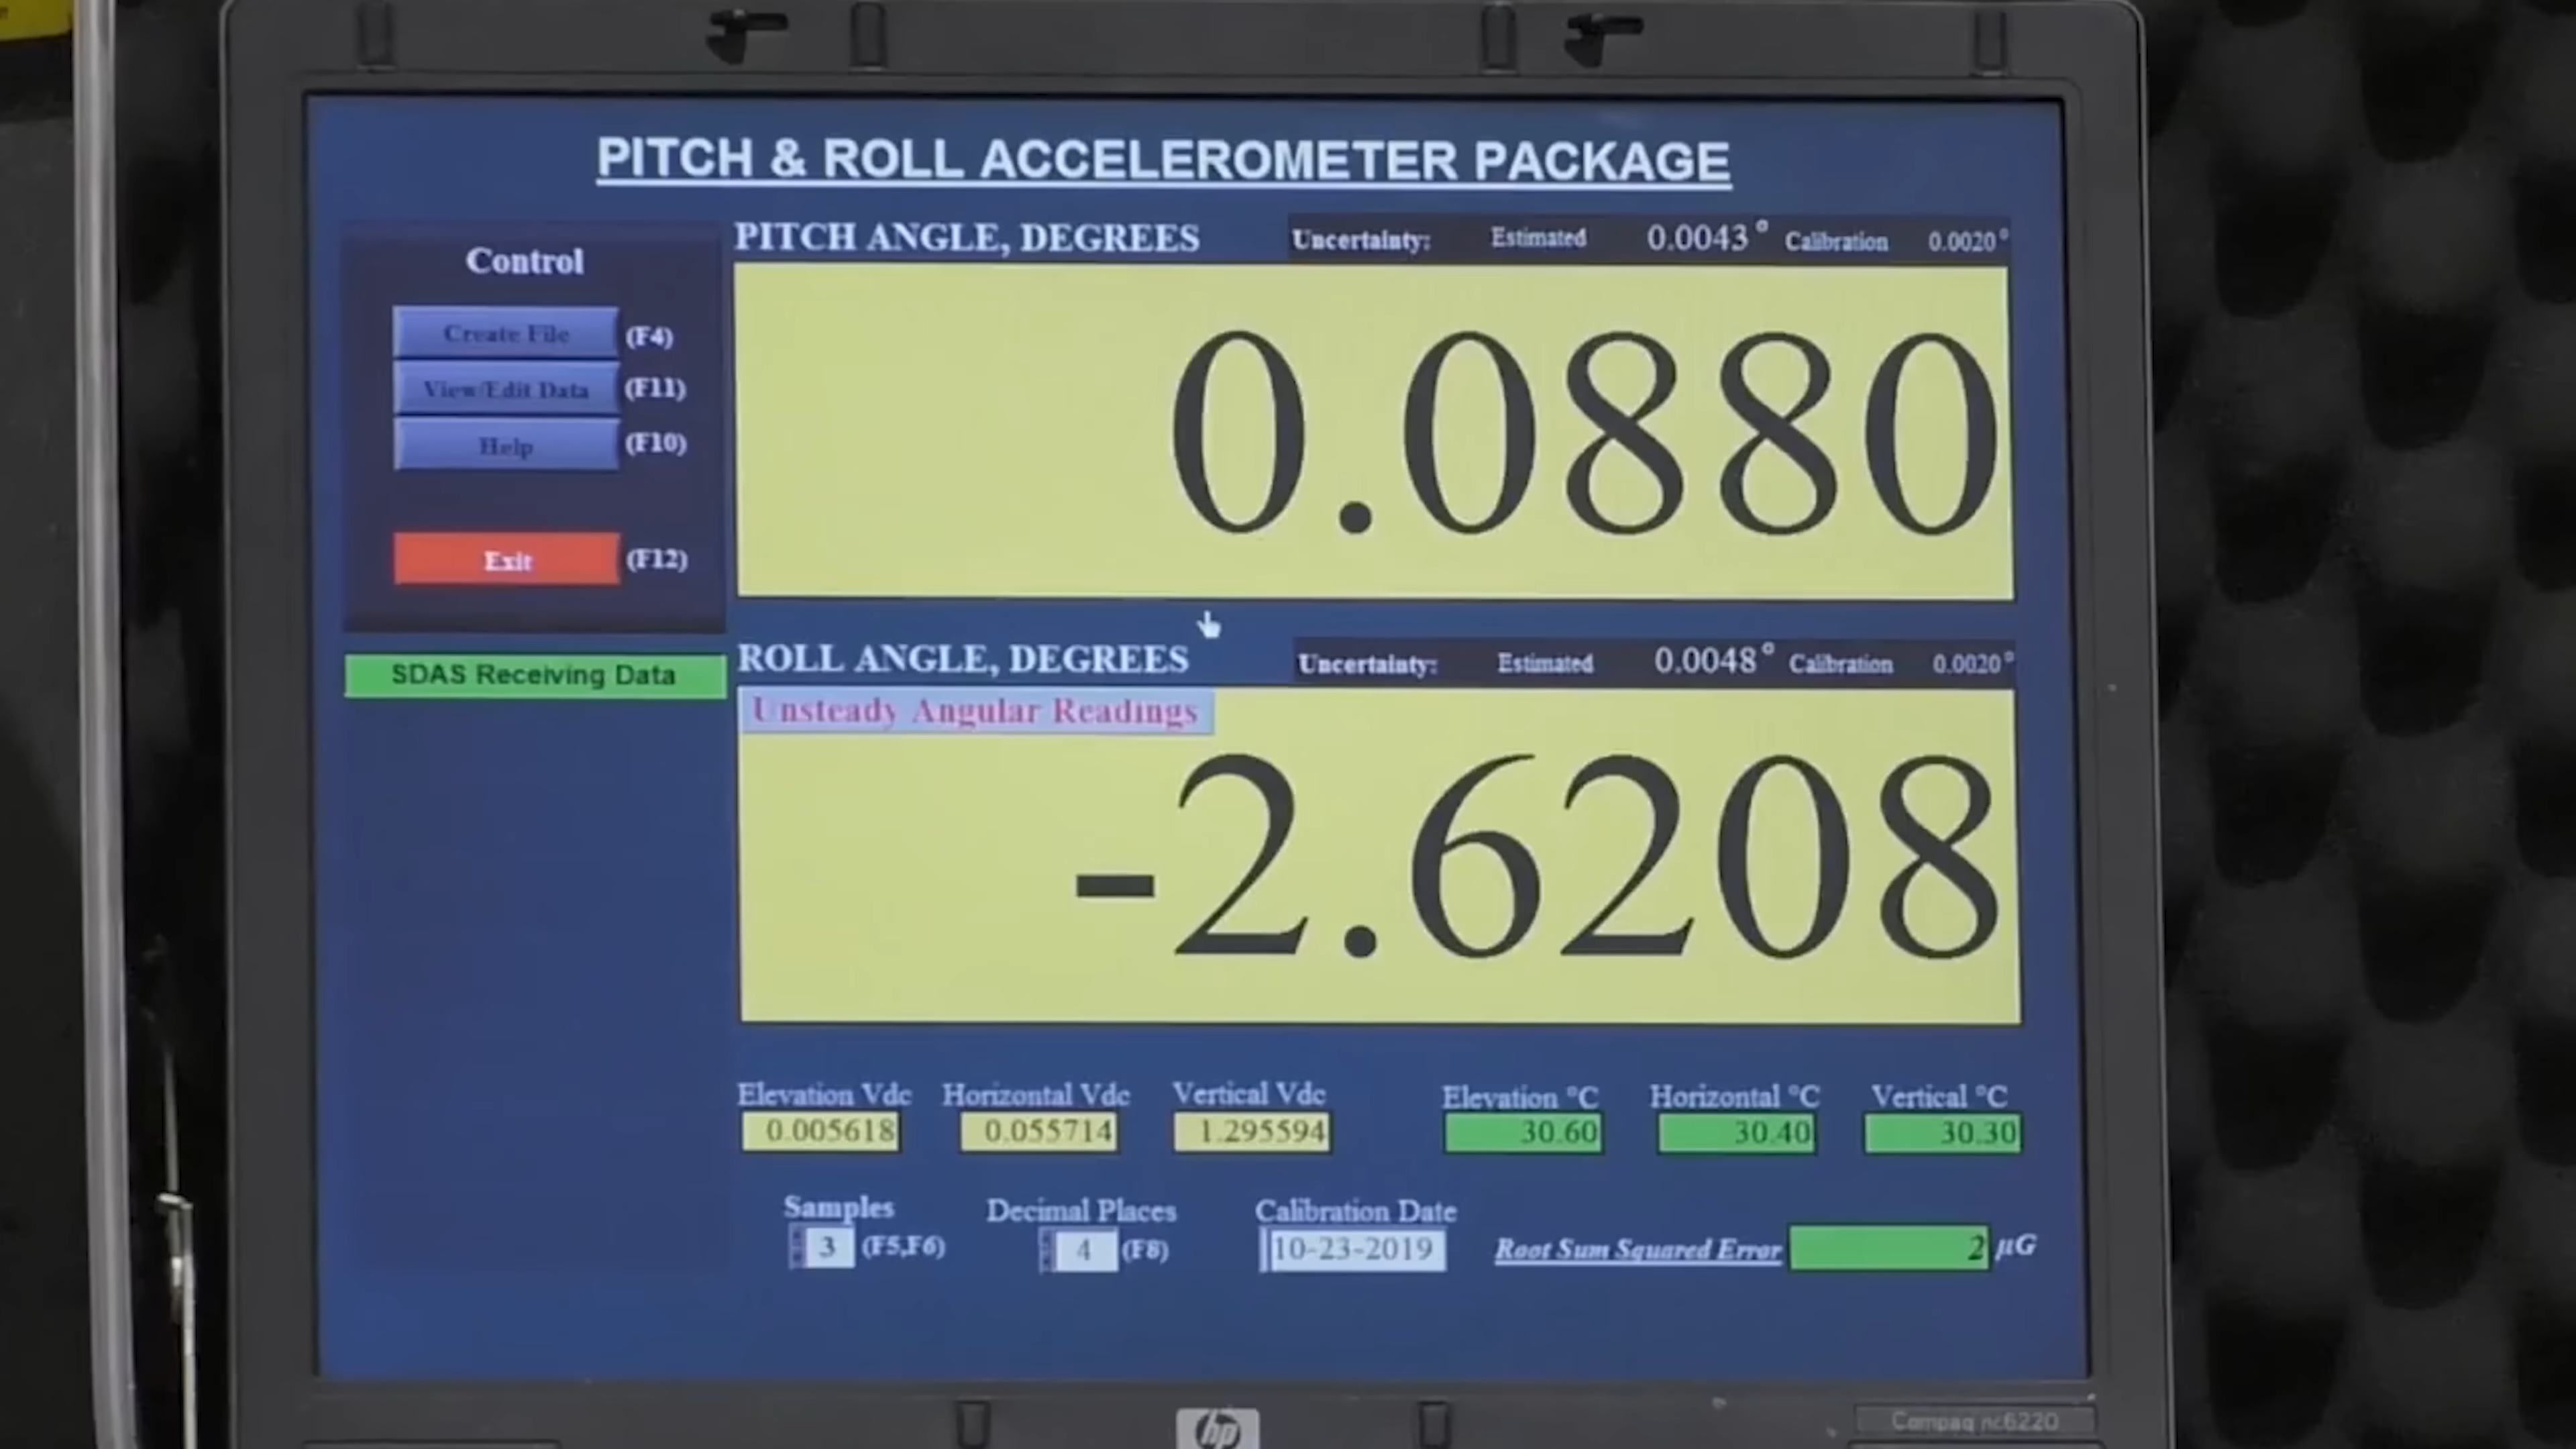 PITCH & ROLL ACCELEROMETER PACKAGE
Control
Create File (F4)
View/Edit Data (F11)
Help (F10)
Exit (F12)
SDAS Receiving Data
PITCH ANGLE, DEGREES Uncertainty: Estimated 0.0043° Calibration 0.0020°
0.0880
ROLL ANGLE, DEGREES Uncertainty: Estimated 0.0048° Calibration 0.0020°
Unsteady Angular Readings
-2.6208
Elevation Vdc Horizontal Vdc Vertical Vdc Elevation °C Horizontal °C Vertical °C
0.005618 0.055714 1.295594 30.60 30.40 30.30
Samples Decimal Places Calibration Date
3 (F5,F6) 4 (F8) 10-23-2019 Root Sum Squared Error 2 µG
hp
Compaq nc6220